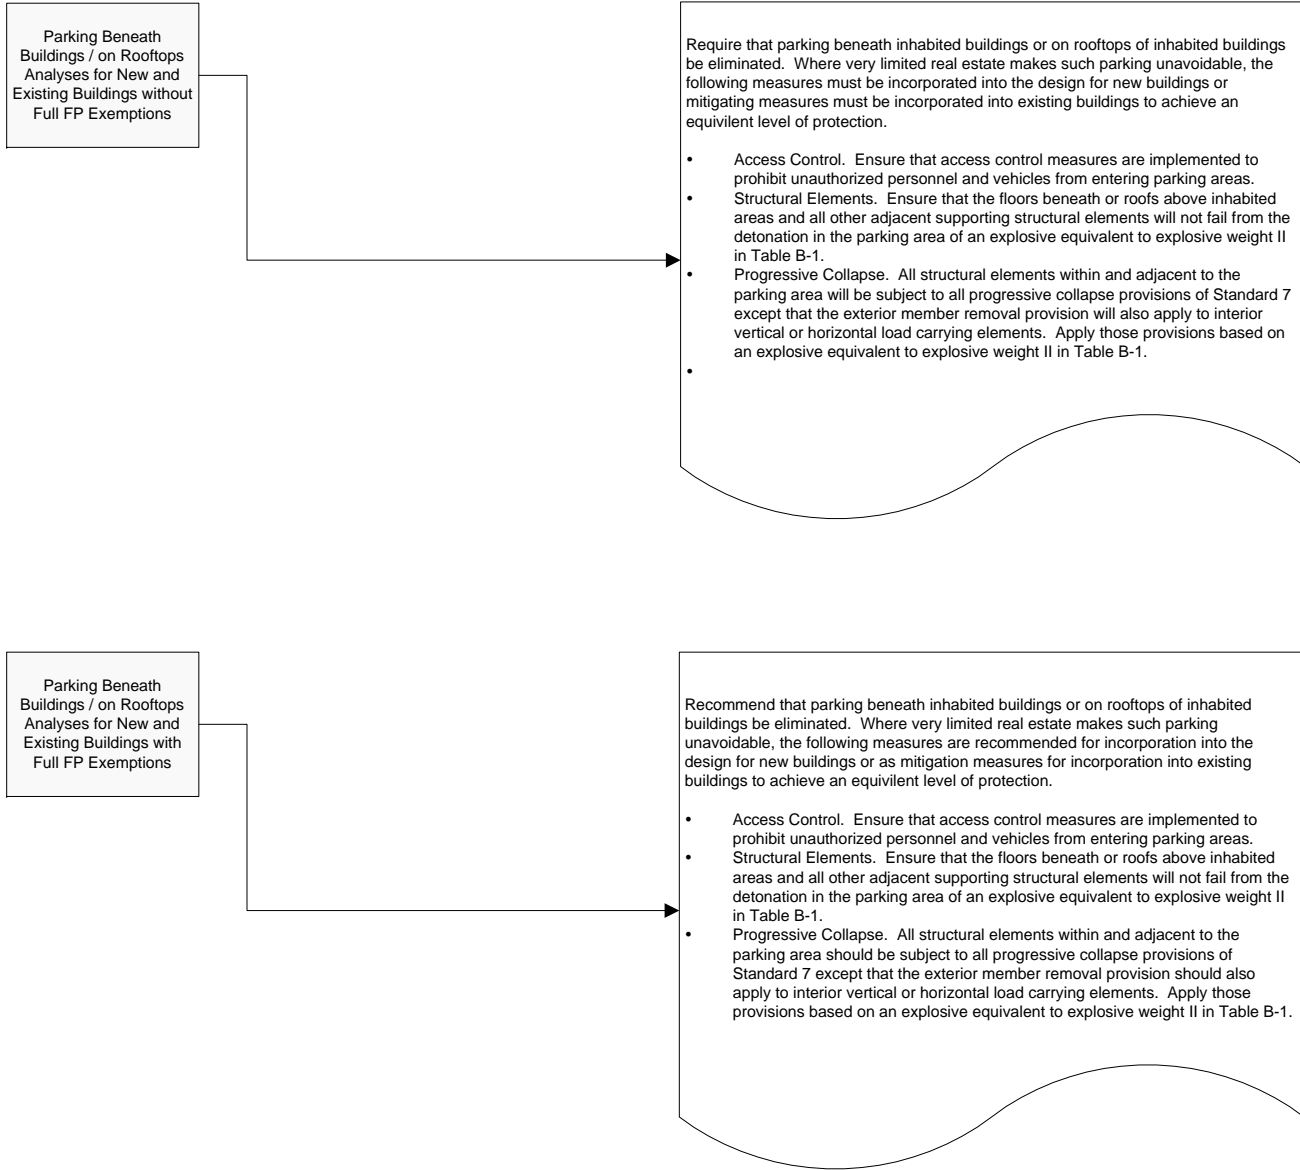 Parking Beneath
Buildings / on Rooftops
Analyses for New and
Existing Buildings without
Full FP Exemptions
Require that parking beneath inhabited buildings or on rooftops of inhabited buildings
be eliminated.  Where very limited real estate makes such parking unavoidable, the
following measures must be incorporated into the design for new buildings or
mitigating measures must be incorporated into existing buildings to achieve an
equivilent level of protection.
• Access Control.  Ensure that access control measures are implemented to
prohibit unauthorized personnel and vehicles from entering parking areas.
• Structural Elements.  Ensure that the floors beneath or roofs above inhabited
areas and all other adjacent supporting structural elements will not fail from the
detonation in the parking area of an explosive equivalent to explosive weight II
in Table B-1.
• Progressive Collapse.  All structural elements within and adjacent to the
parking area will be subject to all progressive collapse provisions of Standard 7
except that the exterior member removal provision will also apply to interior
vertical or horizontal load carrying elements.  Apply those provisions based on
an explosive equivalent to explosive weight II in Table B-1.
•
Parking Beneath
Buildings / on Rooftops
Analyses for New and
Existing Buildings with
Full FP Exemptions
Recommend that parking beneath inhabited buildings or on rooftops of inhabited
buildings be eliminated.  Where very limited real estate makes such parking
unavoidable, the following measures are recommended for incorporation into the
design for new buildings or as mitigation measures for incorporation into existing
buildings to achieve an equivilent level of protection.
• Access Control.  Ensure that access control measures are implemented to
prohibit unauthorized personnel and vehicles from entering parking areas.
• Structural Elements.  Ensure that the floors beneath or roofs above inhabited
areas and all other adjacent supporting structural elements will not fail from the
detonation in the parking area of an explosive equivalent to explosive weight II
in Table B-1.
• Progressive Collapse.  All structural elements within and adjacent to the
parking area should be subject to all progressive collapse provisions of
Standard 7 except that the exterior member removal provision should also
apply to interior vertical or horizontal load carrying elements.  Apply those
provisions based on an explosive equivalent to explosive weight II in Table B-1.